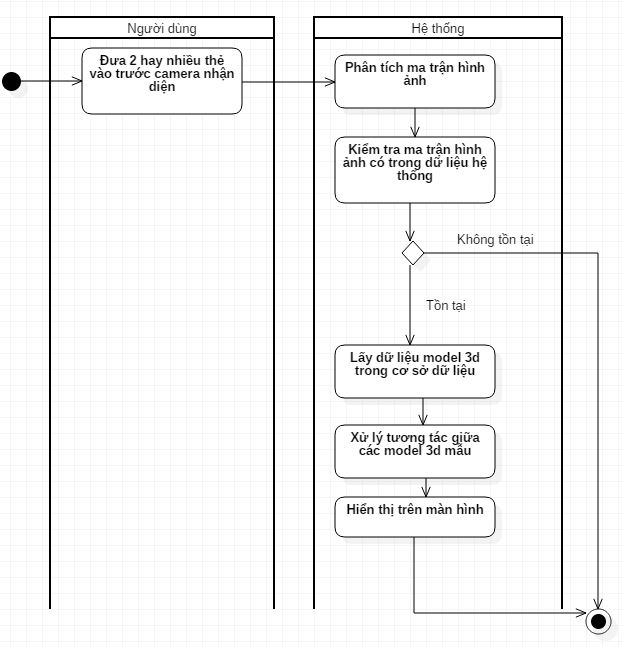 Người dùng
Hệ thống
Đưa 2 hay nhiều thẻ
vào trước camera nhận
diện
Phân tích ma trận hình
ảnh
Kiểm tra ma trận hình
ảnh có trong dữ liệu hệ
thống
Không tồn tại
Tồn tại
Lấy dữ liệu model 3d
trong cơ sở dữ liệu
Xử lý tương tác giữa
các model 3d mẫu
Hiển thị trên màn hình